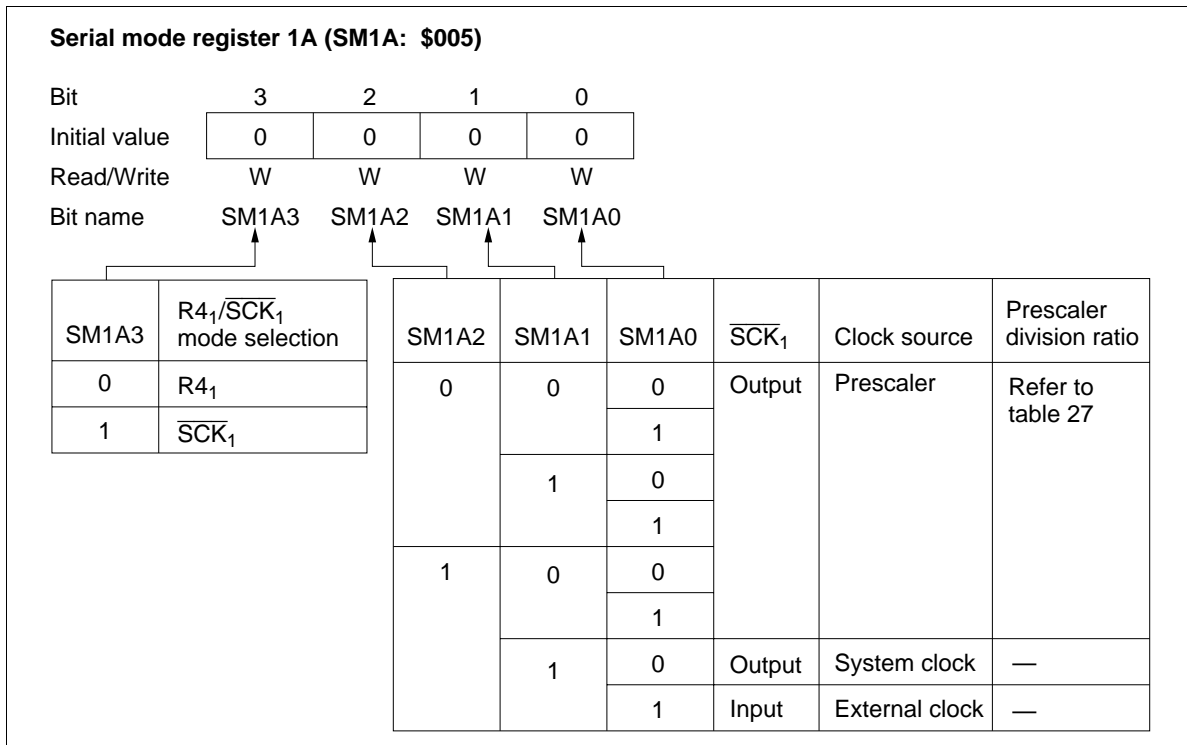 Serial mode register 1A (SM1A: $005)
Bit 3 2 1 0
Initial value 0 0 0 0
Read/Write W W W W
Bit name SM1A3 SM1A2 SM1A1 SM1A0
SM1A3 R4₁/S̅C̅K̅₁ mode selection
0 R4₁
1 S̅C̅K̅₁
SM1A2 SM1A1 SM1A0 S̅C̅K̅₁ Clock source Prescaler division ratio
0 0 0 Output Prescaler Refer to table 27
1
1 0
1
1 0 0
1
1 0 Output System clock —
1 Input External clock —